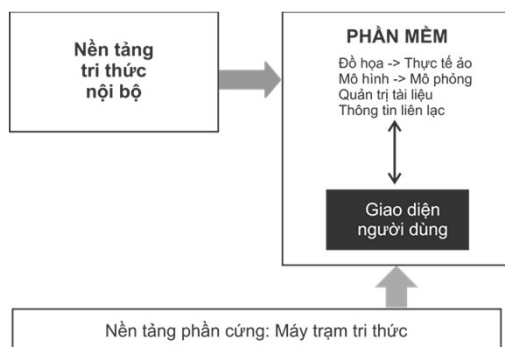 Nền tảng
tri thức
nội bộ
PHẦN MỀM
Đồ họa -> Thực tế ảo
Mô hình -> Mô phỏng
Quản trị tài liệu
Thông tin liên lạc
Giao diện
người dùng
Nền tảng phần cứng: Máy trạm tri thức